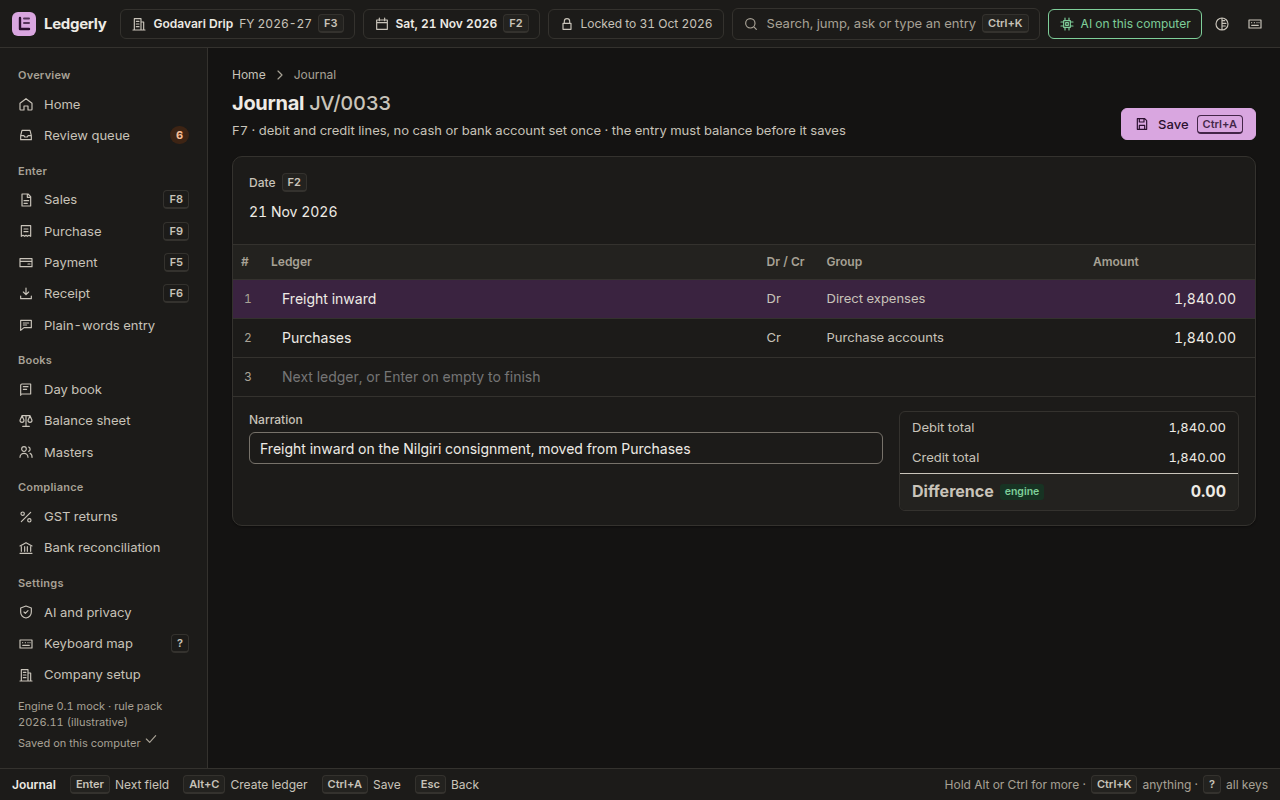 Ledgerly
Godavari Drip FY 2026-27 F3
Sat, 21 Nov 2026 F2
Locked to 31 Oct 2026
Search, jump, ask or type an entry Ctrl+K
AI on this computer
Overview
Home
Review queue 6
Enter
Sales F8
Purchase F9
Payment F5
Receipt F6
Plain-words entry
Books
Day book
Balance sheet
Masters
Compliance
GST returns
Bank reconciliation
Settings
AI and privacy
Keyboard map ?
Company setup
Engine 0.1 mock · rule pack
2026.11 (illustrative)
Saved on this computer
Home Journal
Journal JV/0033
F7 · debit and credit lines, no cash or bank account set once · the entry must balance before it saves
Save Ctrl+A
Date F2
21 Nov 2026
# Ledger Dr / Cr Group Amount
1 Freight inward Dr Direct expenses 1,840.00
2 Purchases Cr Purchase accounts 1,840.00
3 Next ledger, or Enter on empty to finish
Narration
Freight inward on the Nilgiri consignment, moved from Purchases
Debit total 1,840.00
Credit total 1,840.00
Difference engine 0.00
Journal Enter Next field Alt+C Create ledger Ctrl+A Save Esc Back
Hold Alt or Ctrl for more · Ctrl+K anything · ? all keys